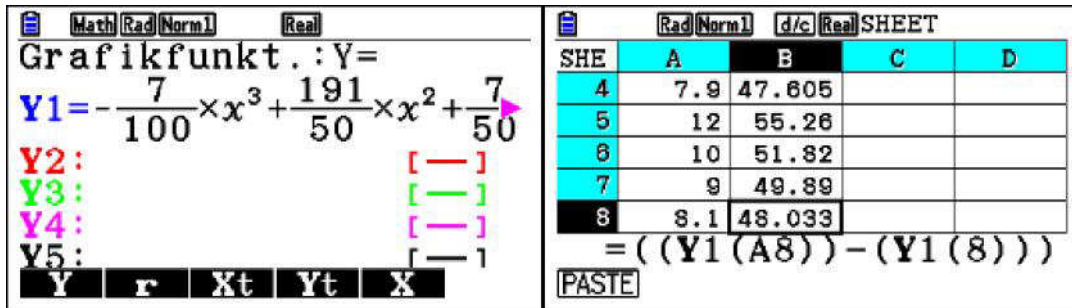 Math Rad Norm1 Real
Grafikfunkt.:Y=
Y1=-7/100×x³+191/50×x²+7/50
Y2: [—]
Y3: [—]
Y4: [—]
Y5: [—]
Y r Xt Yt X
Rad Norm1 d/c Real SHEET
SHE A B C D
4 7.9 47.605
5 12 55.26
6 10 51.82
7 9 49.89
8 8.1 48.033
=((Y1(A8))-(Y1(8)))
PASTE